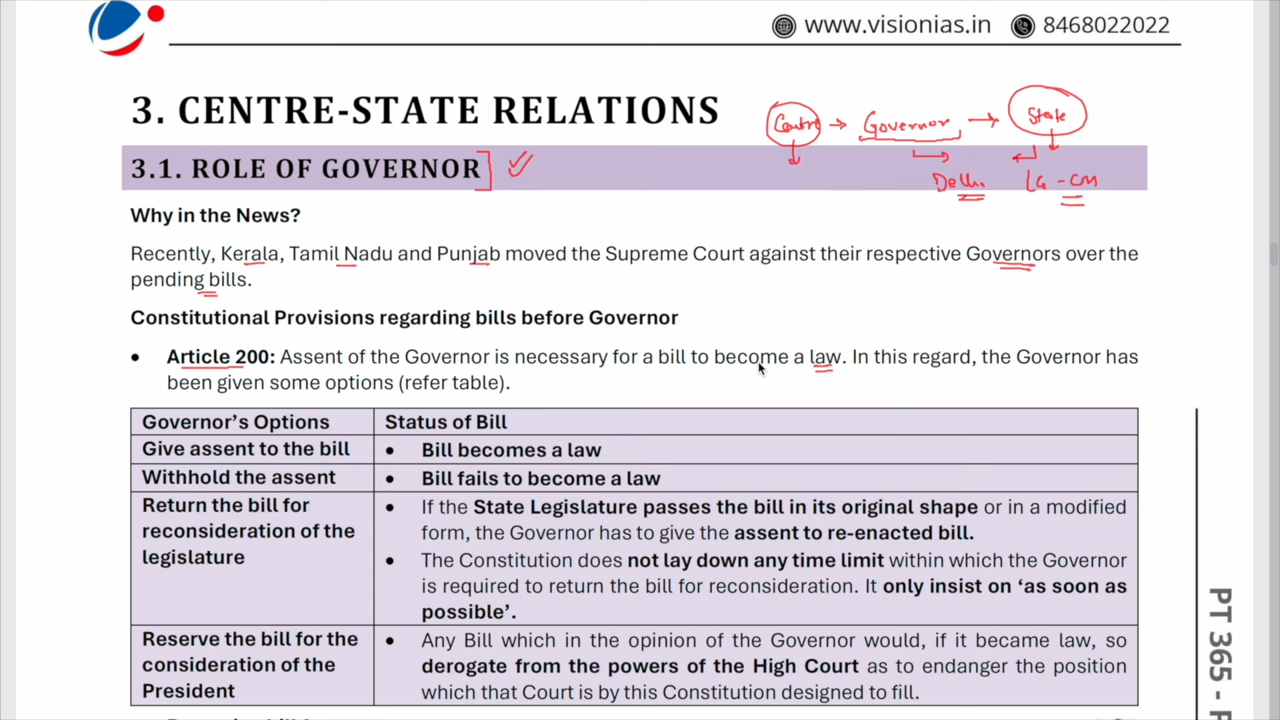 www.visionias.in 8468022022
3. CENTRE-STATE RELATIONS
Centre → Governor → State
3.1. ROLE OF GOVERNOR
Delhi LG - CM
Why in the News?
Recently, Kerala, Tamil Nadu and Punjab moved the Supreme Court against their respective Governors over the
pending bills.
Constitutional Provisions regarding bills before Governor
• Article 200: Assent of the Governor is necessary for a bill to become a law. In this regard, the Governor has
been given some options (refer table).
Governor's Options Status of Bill
Give assent to the bill • Bill becomes a law
Withhold the assent • Bill fails to become a law
Return the bill for
reconsideration of the
legislature
• If the State Legislature passes the bill in its original shape or in a modified
form, the Governor has to give the assent to re-enacted bill.
• The Constitution does not lay down any time limit within which the Governor
is required to return the bill for reconsideration. It only insist on 'as soon as
possible'.
Reserve the bill for the
consideration of the
President
• Any Bill which in the opinion of the Governor would, if it became law, so
derogate from the powers of the High Court as to endanger the position
which that Court is by this Constitution designed to fill.
PT 365 -